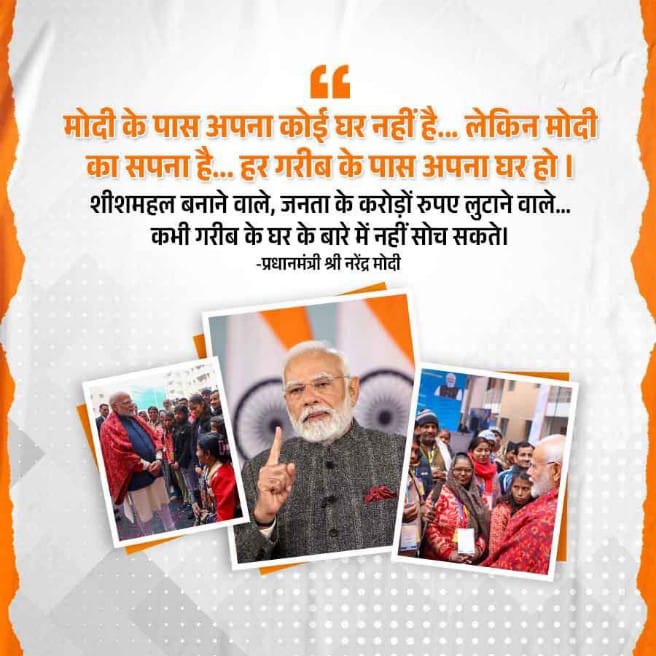 “
मोदी के पास अपना कोई घर नहीं है... लेकिन मोदी
का सपना है... हर गरीब के पास अपना घर हो।
शीशमहल बनाने वाले, जनता के करोड़ों रुपए लुटाने वाले...
कभी गरीब के घर के बारे में नहीं सोच सकते।
-प्रधानमंत्री श्री नरेंद्र मोदी